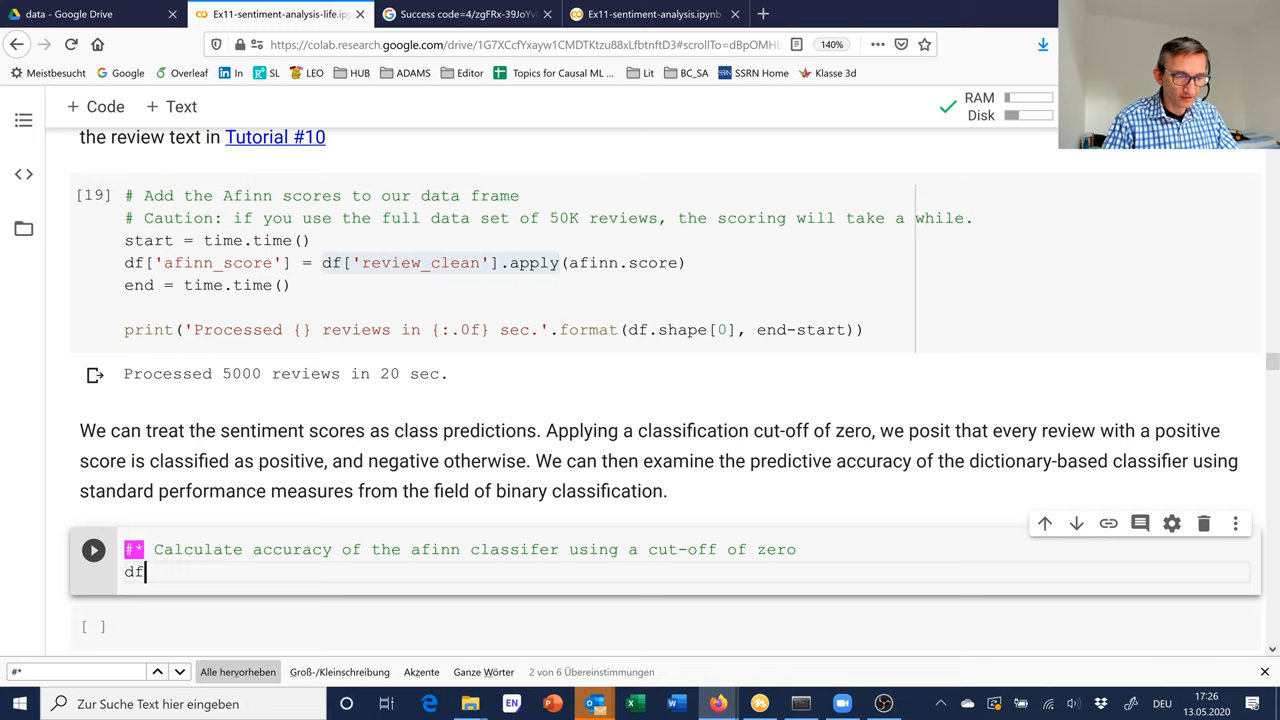 data - Google Drive
Ex11-sentiment-analysis-life.ipy
Success code=4/zgFRx-39JoYv
Ex11-sentiment-analysis.ipynb
https://colab.research.google.com/drive/1G7XCcfYxayw1CMDTKtzu88xLfbtnftD3#scrollTo=dBpOMH
140%
Meistbesucht
Google
Overleaf
In
SL
LEO
HUB
ADAMS
Editor
Topics for Causal ML ...
Lit
BC_SA
SSRN Home
Klasse 3d
+ Code + Text
RAM
Disk
the review text in Tutorial #10
[19] # Add the Afinn scores to our data frame
# Caution: if you use the full data set of 50K reviews, the scoring will take a while.
start = time.time()
df['afinn_score'] = df['review_clean'].apply(afinn.score)
end = time.time()
print('Processed {} reviews in {:.0f} sec.'.format(df.shape[0], end-start))
Processed 5000 reviews in 20 sec.
We can treat the sentiment scores as class predictions. Applying a classification cut-off of zero, we posit that every review with a positive
score is classified as positive, and negative otherwise. We can then examine the predictive accuracy of the dictionary-based classifier using
standard performance measures from the field of binary classification.
#* Calculate accuracy of the afinn classifer using a cut-off of zero
df
[ ]
#*
Alle hervorheben
Groß-/Kleinschreibung
Akzente
Ganze Wörter
2 von 6 Übereinstimmungen
Zur Suche Text hier eingeben
EN
DEU
17:26
13.05.2020